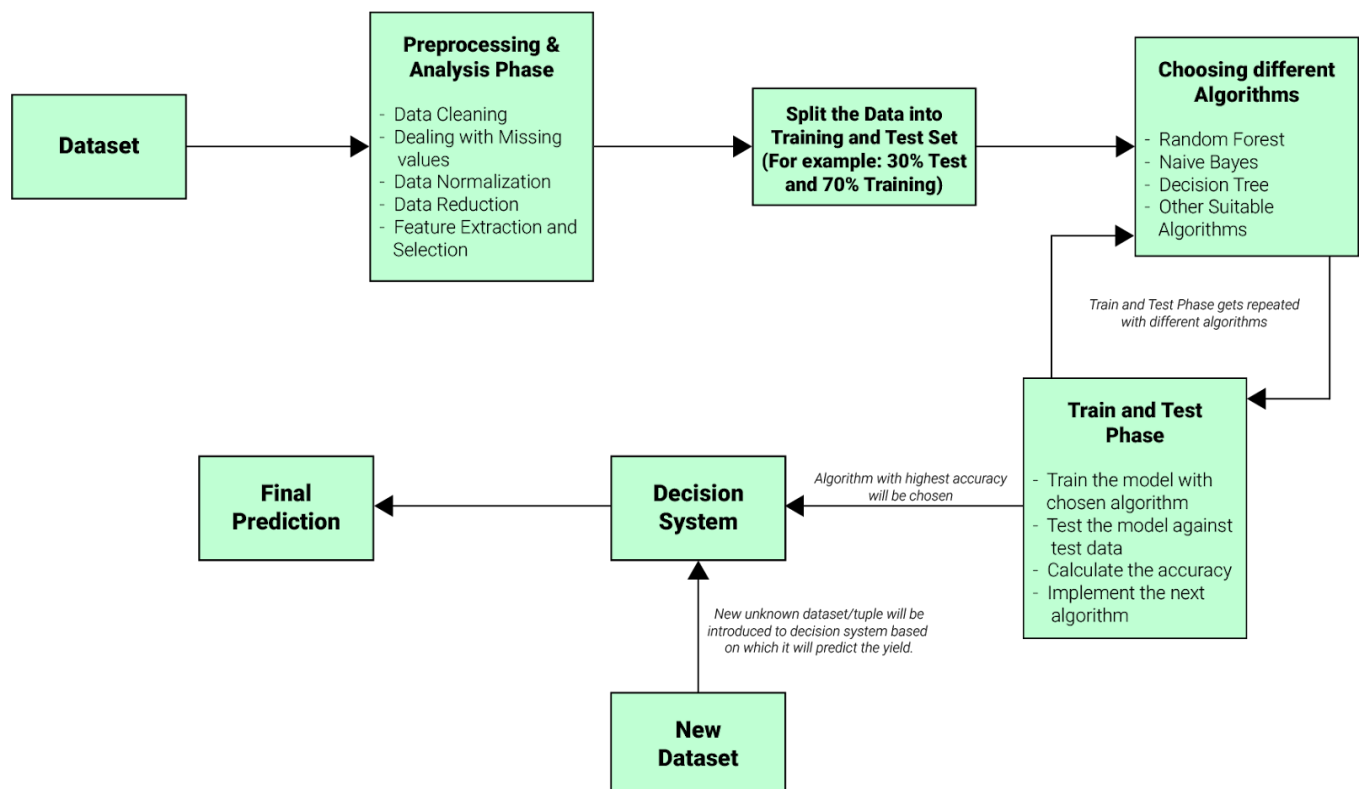 Dataset
Preprocessing &
Analysis Phase
- Data Cleaning
- Dealing with Missing
values
- Data Normalization
- Data Reduction
- Feature Extraction and
Selection
Split the Data into
Training and Test Set
(For example: 30% Test
and 70% Training)
Choosing different
Algorithms
- Random Forest
- Naive Bayes
- Decision Tree
- Other Suitable
Algorithms
Train and Test Phase gets repeated
with different algorithms
Train and Test
Phase
- Train the model with
chosen algorithm
- Test the model against
test data
- Calculate the accuracy
- Implement the next
algorithm
Algorithm with highest accuracy
will be chosen
Decision
System
Final
Prediction
New unknown dataset/tuple will be
introduced to decision system based
on which it will predict the yield.
New
Dataset